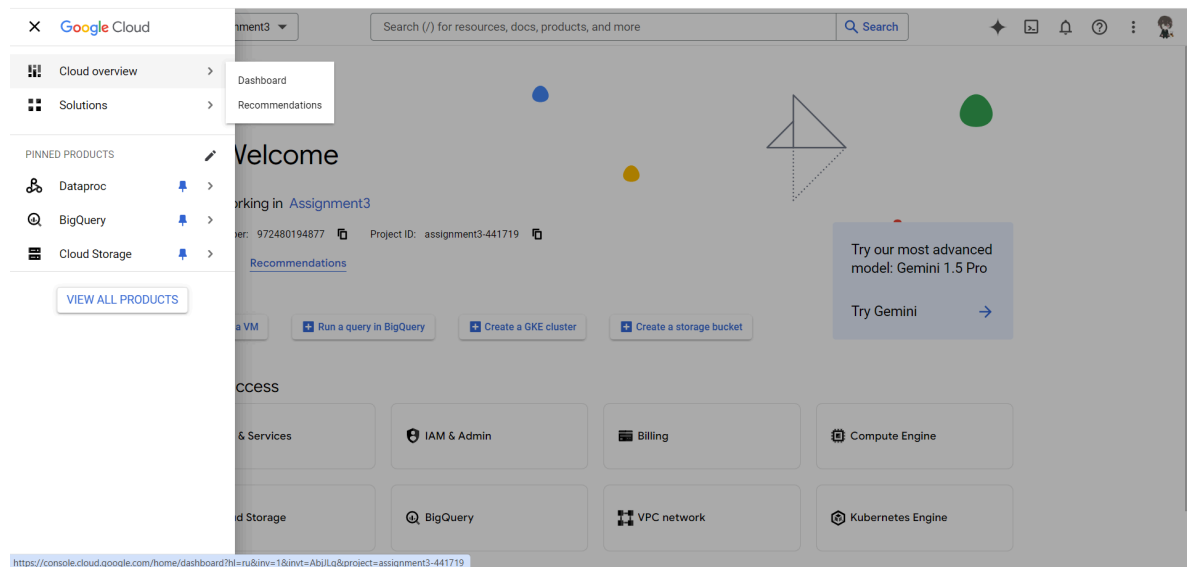 Google Cloud
nment3
Search (/) for resources, docs, products, and more
Search
Cloud overview
Dashboard
Recommendations
Solutions
PINNED PRODUCTS
Dataproc
BigQuery
Cloud Storage
VIEW ALL PRODUCTS
Welcome
orking in Assignment3
ber: 972480194877 Project ID: assignment3-441719
Recommendations
a VM
Run a query in BigQuery
Create a GKE cluster
Create a storage bucket
Try our most advanced
model: Gemini 1.5 Pro
Try Gemini
ccess
& Services
IAM & Admin
Billing
Compute Engine
d Storage
BigQuery
VPC network
Kubernetes Engine
https://console.cloud.google.com/home/dashboard?hl=ru&inv=1&invt=AbjJLg&project=assignment3-441719